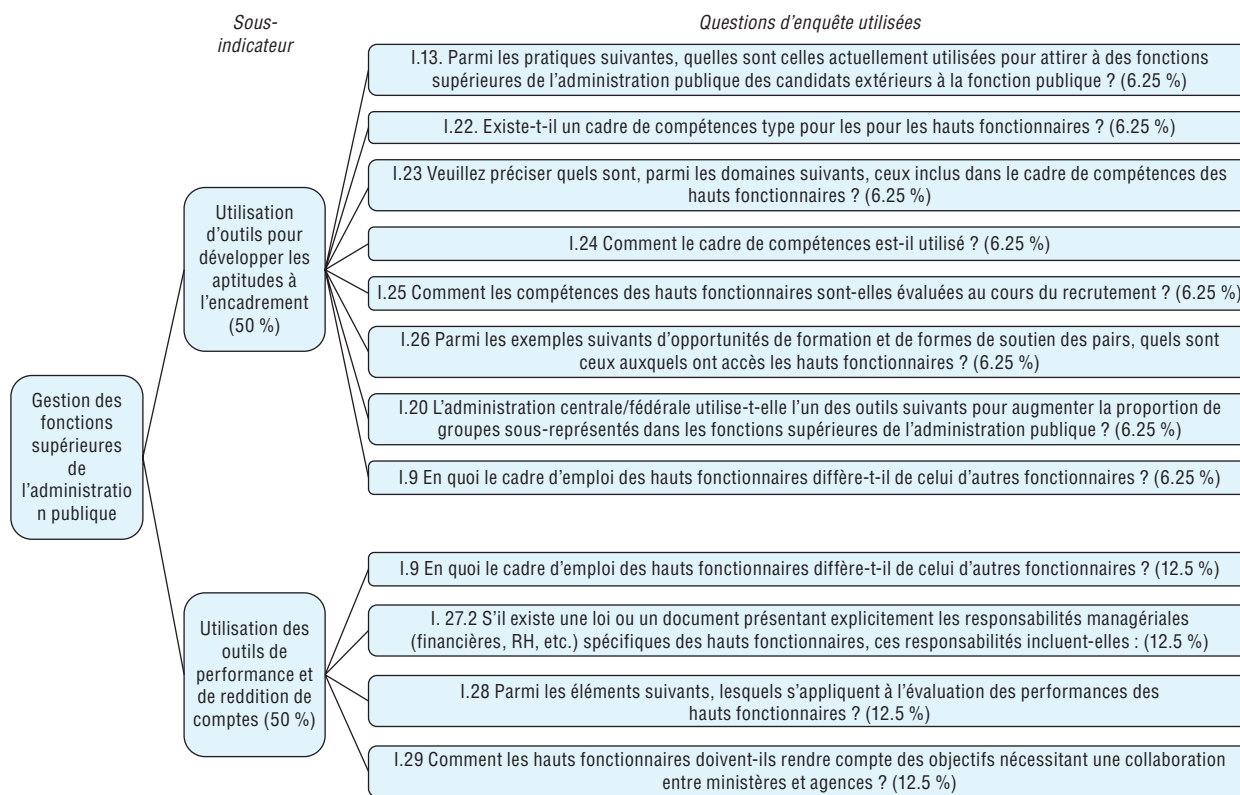 Sous-
indicateur
Questions d'enquête utilisées
Gestion des
fonctions
supérieures
de
l'administratio
n publique
Utilisation
d'outils pour
développer les
aptitudes à
l'encadrement
(50 %)
I.13. Parmi les pratiques suivantes, quelles sont celles actuellement utilisées pour attirer à des fonctions
supérieures de l'administration publique des candidats extérieurs à la fonction publique ? (6.25 %)
I.22. Existe-t-il un cadre de compétences type pour les pour les hauts fonctionnaires ? (6.25 %)
I.23 Veuillez préciser quels sont, parmi les domaines suivants, ceux inclus dans le cadre de compétences des
hauts fonctionnaires ? (6.25 %)
I.24 Comment le cadre de compétences est-il utilisé ? (6.25 %)
I.25 Comment les compétences des hauts fonctionnaires sont-elles évaluées au cours du recrutement ? (6.25 %)
I.26 Parmi les exemples suivants d'opportunités de formation et de formes de soutien des pairs, quels sont
ceux auxquels ont accès les hauts fonctionnaires ? (6.25 %)
I.20 L'administration centrale/fédérale utilise-t-elle l'un des outils suivants pour augmenter la proportion de
groupes sous-représentés dans les fonctions supérieures de l'administration publique ? (6.25 %)
I.9 En quoi le cadre d'emploi des hauts fonctionnaires diffère-t-il de celui d'autres fonctionnaires ? (6.25 %)
Utilisation des
outils de
performance et
de reddition de
comptes (50 %)
I.9 En quoi le cadre d'emploi des hauts fonctionnaires diffère-t-il de celui d'autres fonctionnaires ? (12.5 %)
I. 27.2 S'il existe une loi ou un document présentant explicitement les responsabilités managériales
(financières, RH, etc.) spécifiques des hauts fonctionnaires, ces responsabilités incluent-elles : (12.5 %)
I.28 Parmi les éléments suivants, lesquels s'appliquent à l'évaluation des performances des
hauts fonctionnaires ? (12.5 %)
I.29 Comment les hauts fonctionnaires doivent-ils rendre compte des objectifs nécessitant une collaboration
entre ministères et agences ? (12.5 %)